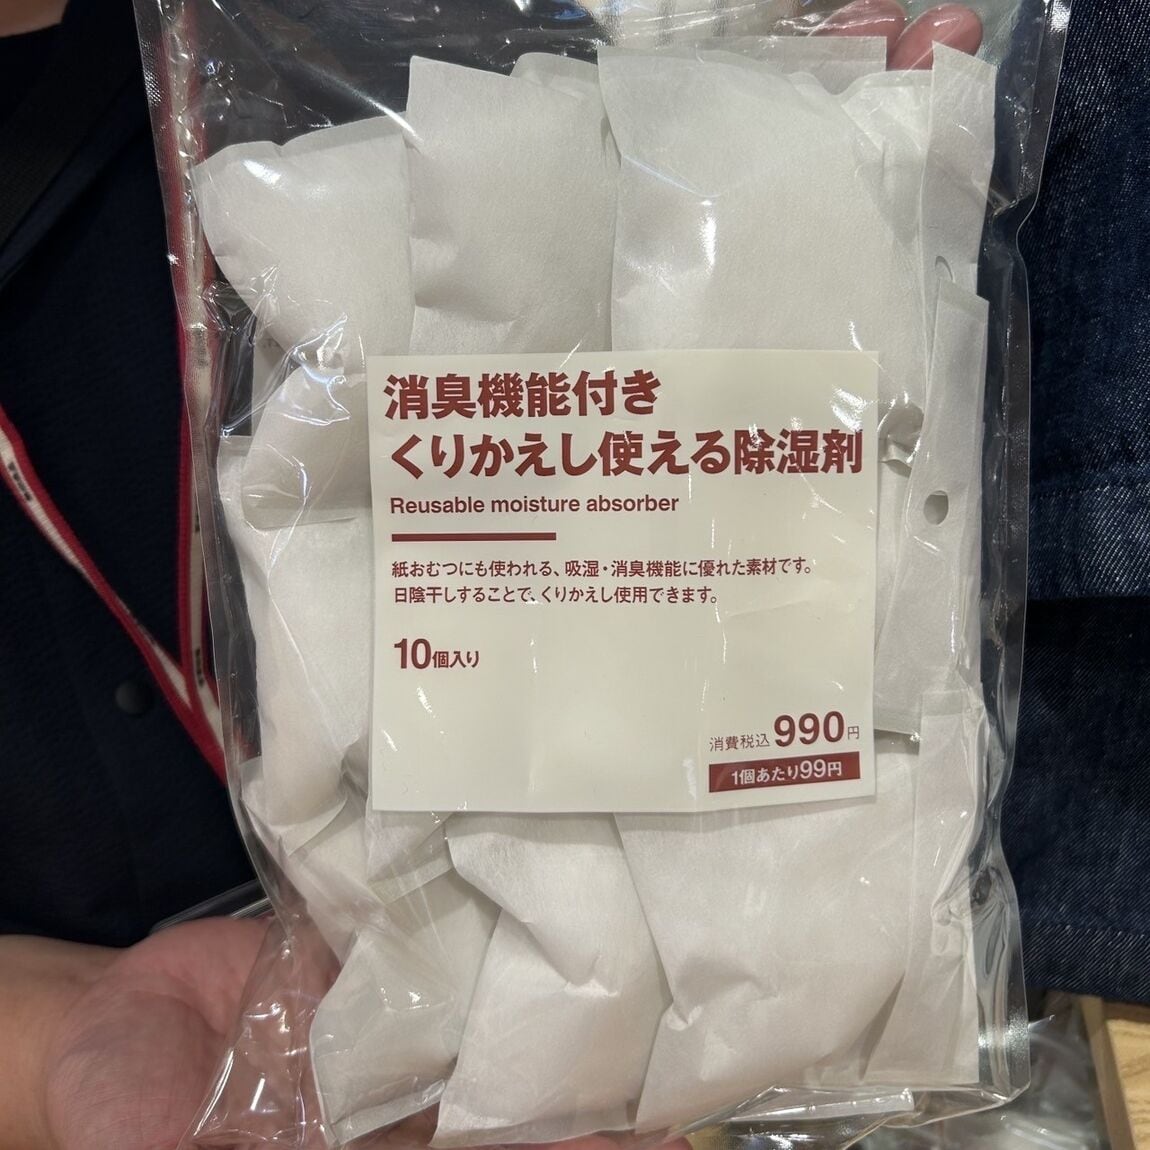 消臭機能付き
くりかえし使える除湿剤
Reusable moisture absorber
紙おむつにも使われる、吸湿・消臭機能に優れた素材です。
日陰干しすることで、くりかえし使用できます。
10個入り
消費税込990円
1個あたり99円